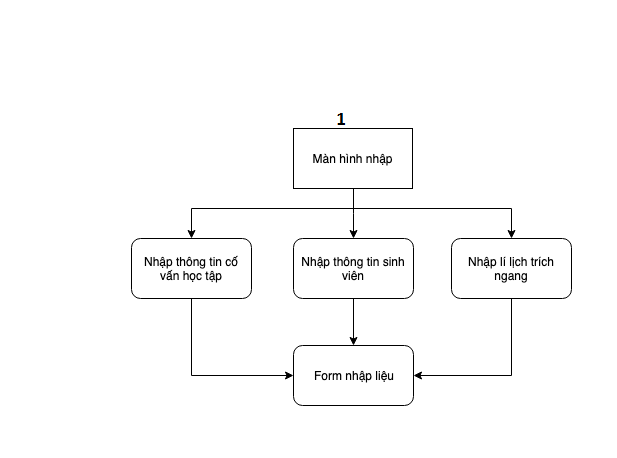 1
Màn hình nhập
Nhập thông tin cố
vấn học tập
Nhập thông tin sinh
viên
Nhập lí lịch trích
ngang
Form nhập liệu